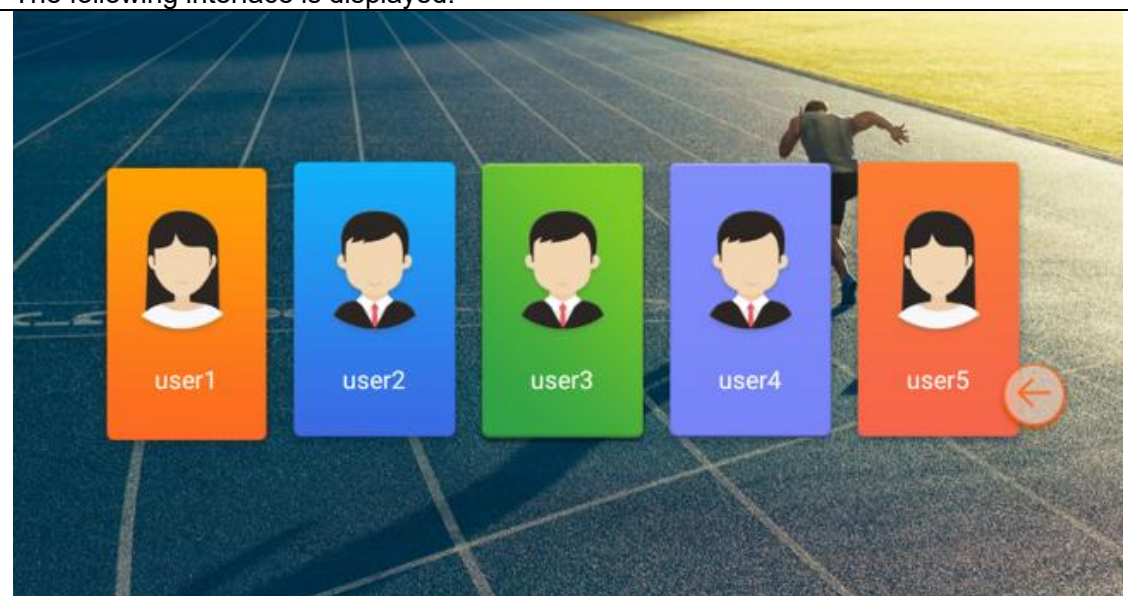 The following interface is displayed.
user1
user2
user3
user4
user5